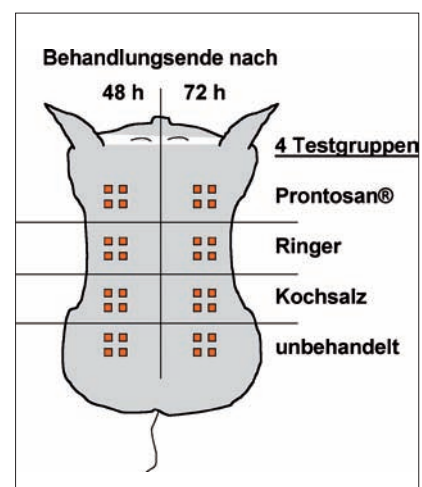 Behandlungsende nach
48 h 72 h
4 Testgruppen
Prontosan®
Ringer
Kochsalz
unbehandelt